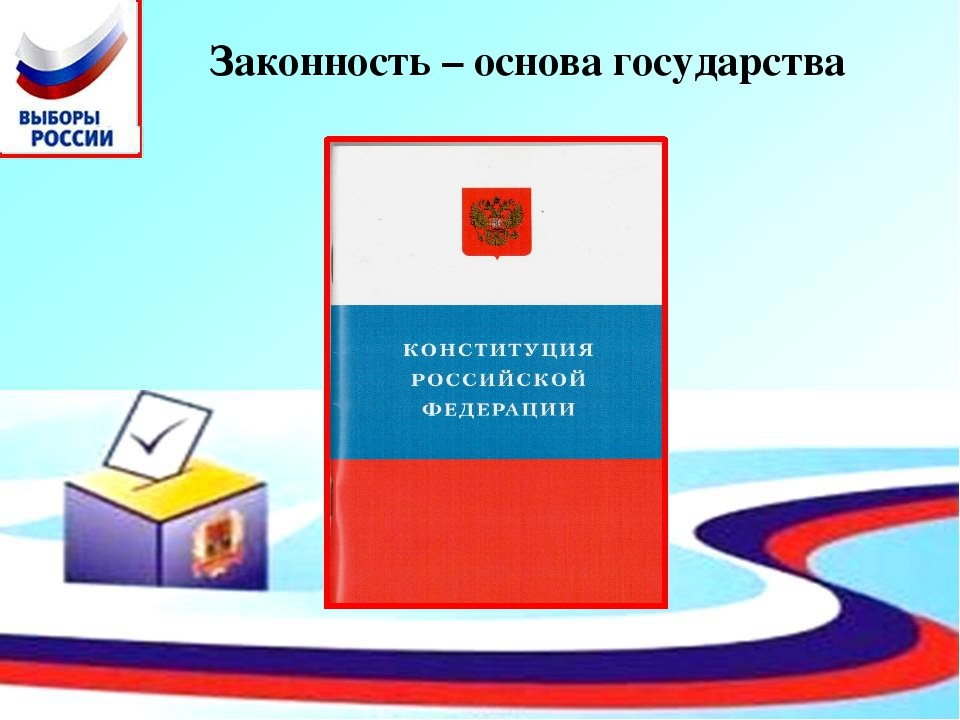 Законность – основа государства
ВЫБОРЫ
РОССИИ
КОНСТИТУЦИЯ
РОССИЙСКОЙ
ФЕДЕРАЦИИ